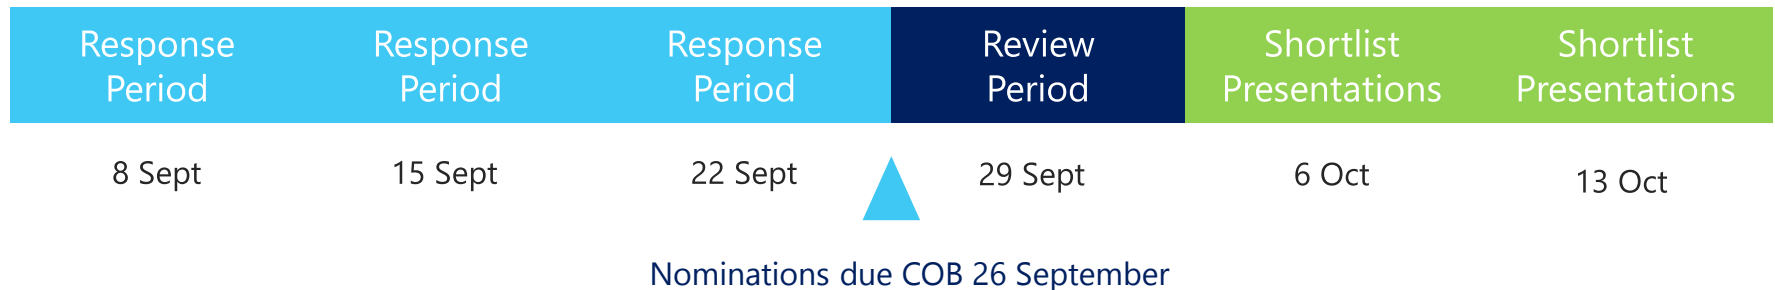 Response Period
Response Period
Response Period
Review Period
Shortlist Presentations
Shortlist Presentations
8 Sept
15 Sept
22 Sept
29 Sept
6 Oct
13 Oct
Nominations due COB 26 September